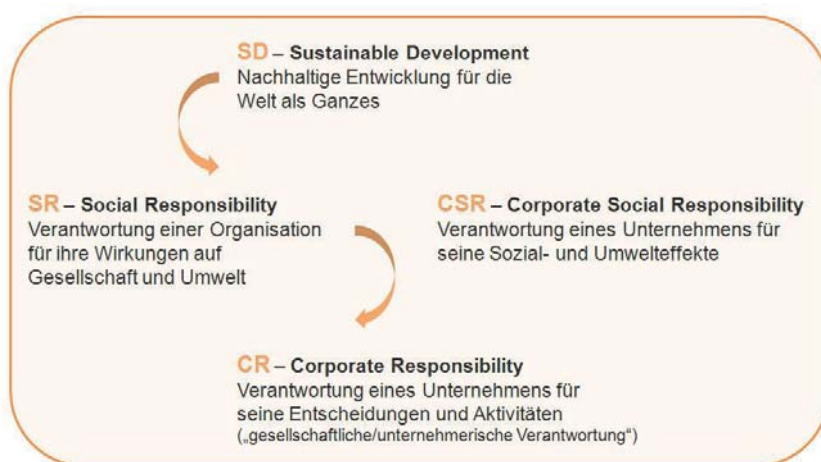 SD – Sustainable Development
Nachhaltige Entwicklung für die
Welt als Ganzes
SR – Social Responsibility
Verantwortung einer Organisation
für ihre Wirkungen auf
Gesellschaft und Umwelt
CSR – Corporate Social Responsibility
Verantwortung eines Unternehmens für
seine Sozial- und Umwelteffekte
CR – Corporate Responsibility
Verantwortung eines Unternehmens für
seine Entscheidungen und Aktivitäten
(„gesellschaftliche/unternehmerische Verantwortung“)